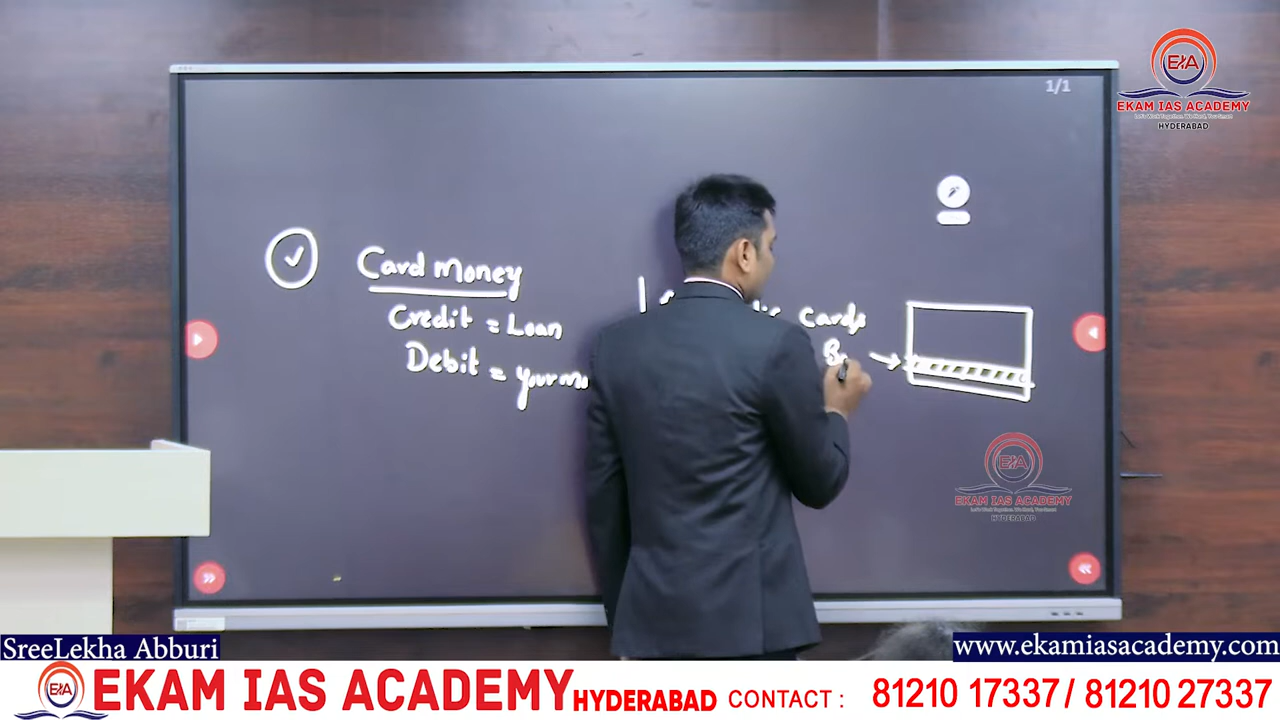 1/1
EKAM IAS ACADEMY
HYDERABAD
Card Money
Credit = Loan
Debit = your
Cards
EKAM IAS ACADEMY
HYDERABAD
SreeLekha Abburi
www.ekamiasacademy.com
EKAM IAS ACADEMY HYDERABAD CONTACT : 81210 17337 / 81210 27337